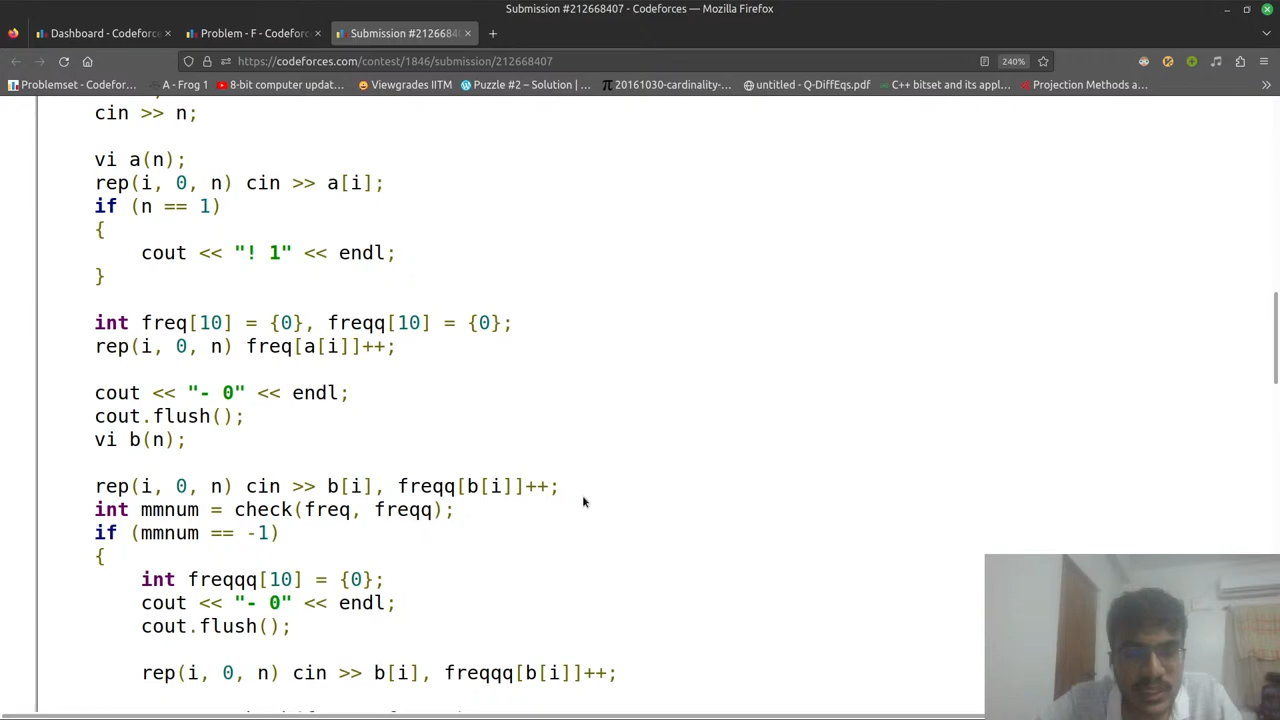 Submission #212668407 - Codeforces — Mozilla Firefox
Dashboard - Codeforc
Problem - F - Codefor
Submission #2126684
https://codeforces.com/contest/1846/submission/212668407
240%
Problemset - Codefor...
A - Frog 1
8-bit computer updat...
Viewgrades IITM
Puzzle #2 – Solution | ...
20161030-cardinality-...
untitled - Q-DiffEqs.pdf
C++ bitset and its appl...
Projection Methods a...
cin >> n;
vi a(n);
rep(i, 0, n) cin >> a[i];
if (n == 1)
{
cout << "! 1" << endl;
}
int freq[10] = {0}, freqq[10] = {0};
rep(i, 0, n) freq[a[i]]++;
cout << "- 0" << endl;
cout.flush();
vi b(n);
rep(i, 0, n) cin >> b[i], freqq[b[i]]++;
int mmnum = check(freq, freqq);
if (mmnum == -1)
{
int freqqq[10] = {0};
cout << "- 0" << endl;
cout.flush();
rep(i, 0, n) cin >> b[i], freqqq[b[i]]++;